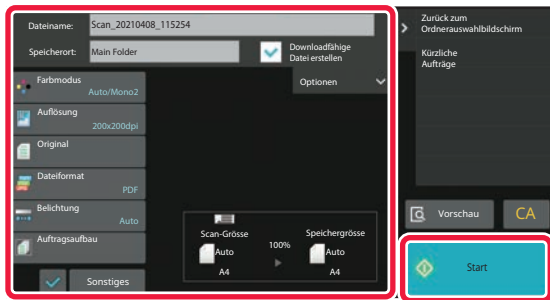 Dateiname:
Scan_20210408_115254
Speicherort:
Main Folder
Downloadfähige
Datei erstellen
Optionen
Farbmodus
Auto/Mono2
Auflösung
200x200dpi
Original
Dateiformat
PDF
Belichtung
Auto
Auftragsaufbau
Sonstiges
Scan-Grösse
Auto
A4
100%
Speichergrösse
Auto
A4
Zurück zum
Ordnerauswahlbildschirm
Kürzliche
Aufträge
Vorschau
CA
Start